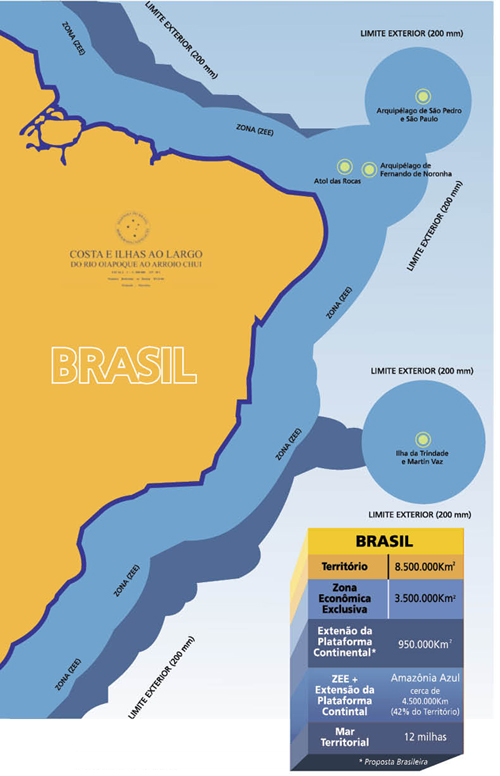 LIMITE EXTERIOR (200 mm)
ZONA (ZEE)
LIMITE EXTERIOR (200 mm)
Arquipélago de São Pedro
e São Paulo
ZONA (ZEE)
Atol das Rocas
Arquipélago de
Fernando de Noronha
LIMITE EXTERIOR (200 mm)
COSTA E ILHAS AO LARGO
DO RIO OIAPOQUE AO ARROIO CHUI
ZONA (ZEE)
BRASIL
LIMITE EXTERIOR (200 mm)
ZONA (ZEE)
Ilha da Trindade
e Martin Vaz
LIMITE EXTERIOR (200 mm)
ZONA (ZEE)
LIMITE EXTERIOR (200 mm)
ZONA (ZEE)
BRASIL
Território 8.500.000Km²
Zona
Econômica
Exclusiva
3.500.000Km²
Extenão da
Plataforma
Continental*
950.000Km²
ZEE +
Extensão da
Plataforma
Contintal
Amazônia Azul
cerca de
4.500.000Km
(42% do Território)
Mar
Territorial
12 milhas
* Proposta Brasileira